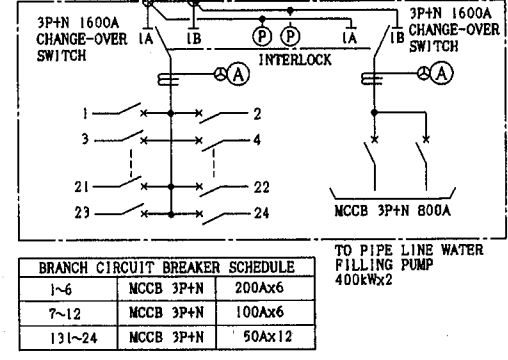 3P+N 1600A
CHANGE-OVER
SWITCH
1A
1B
P
P
1A
1B
3P+N 1600A
CHANGE-OVER
SWITCH
INTERLOCK
A
A
1
2
3
4
21
22
23
24
MCCB 3P+N 800A
TO PIPE LINE WATER
FILLING PUMP
400kWx2
BRANCH CIRCUIT BREAKER SCHEDULE
1~6 MCCB 3P+N 200Ax6
7~12 MCCB 3P+N 100Ax6
131~24 MCCB 3P+N 50Ax12